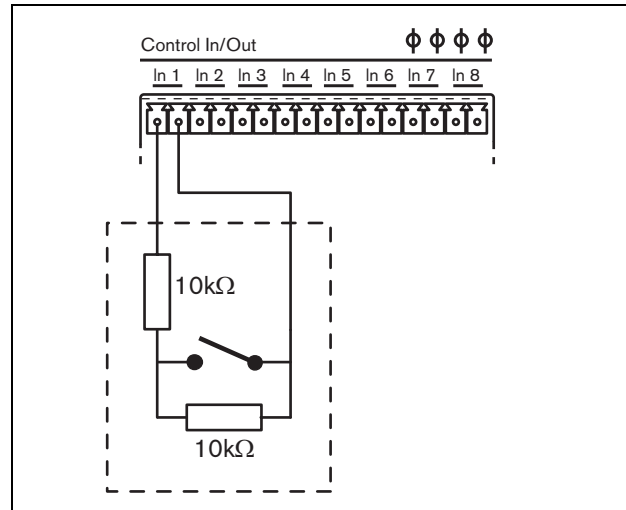 Control In/Out
In 1 In 2 In 3 In 4 In 5 In 6 In 7 In 8
10kΩ
10kΩ